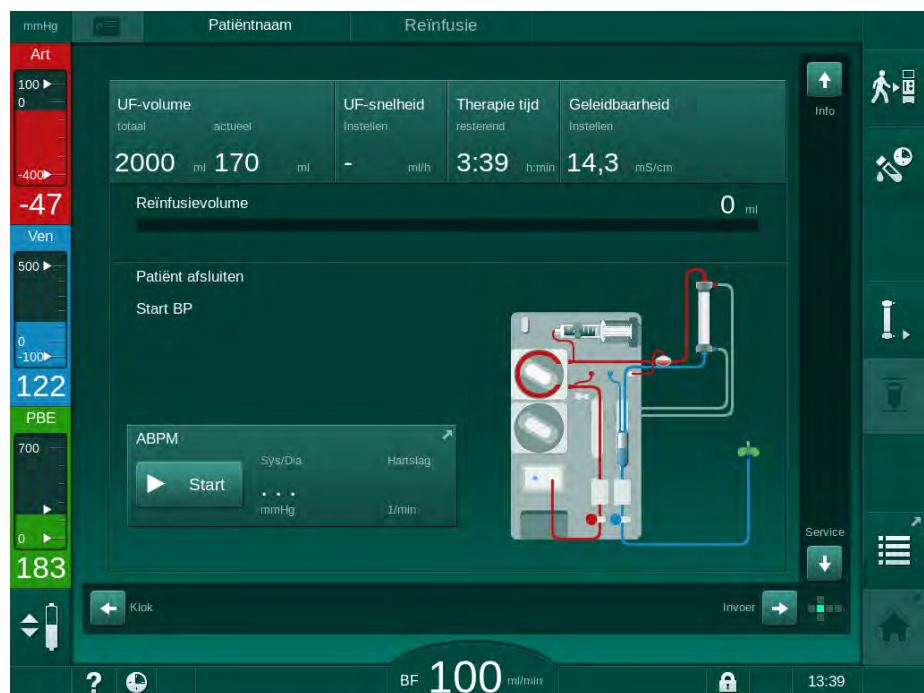 mmHg
Patiëntnaam
Reïnfusie
Art
100
0
-400
-47
Ven
500
0
-100
122
PBE
700
0
183
UF-volume
totaal actueel
2000 ml 170 ml
UF-snelheid
Instellen
- ml/h
Therapie tijd
resterend
3:39 h:min
Geleidbaarheid
Instellen
14,3 mS/cm
Info
Reïnfusievolume 0 ml
Patiënt afsluiten
Start BP
ABPM
Sys/Dia Hartslag
Start
. . .
mmHg 1/min
Service
Klok
Invoer
? BF 100 ml/min 13:39